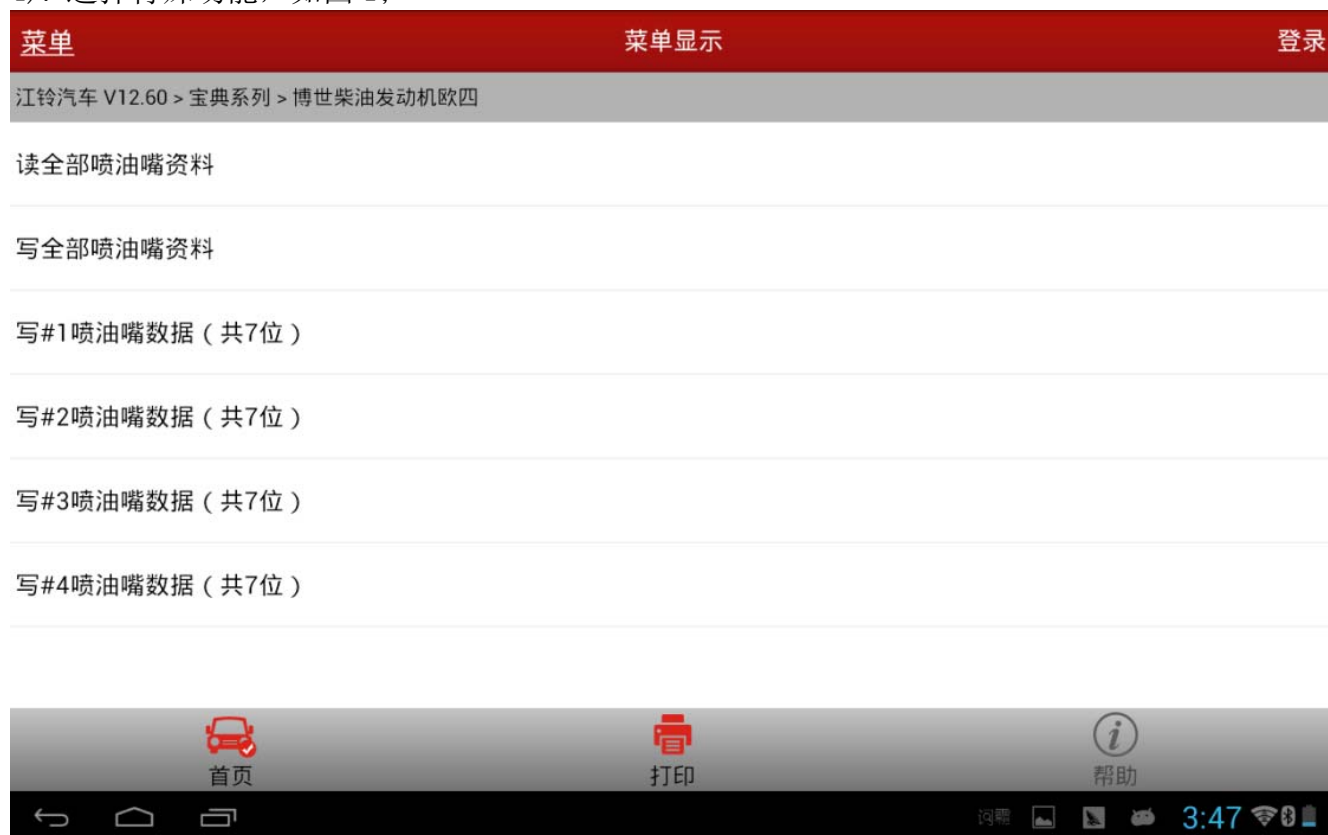 菜单 菜单显示 登录
江铃汽车 V12.60 > 宝典系列 > 博世柴油发动机欧四
读全部喷油嘴资料
写全部喷油嘴资料
写#1喷油嘴数据（共7位）
写#2喷油嘴数据（共7位）
写#3喷油嘴数据（共7位）
写#4喷油嘴数据（共7位）
首页 打印 帮助
3:47